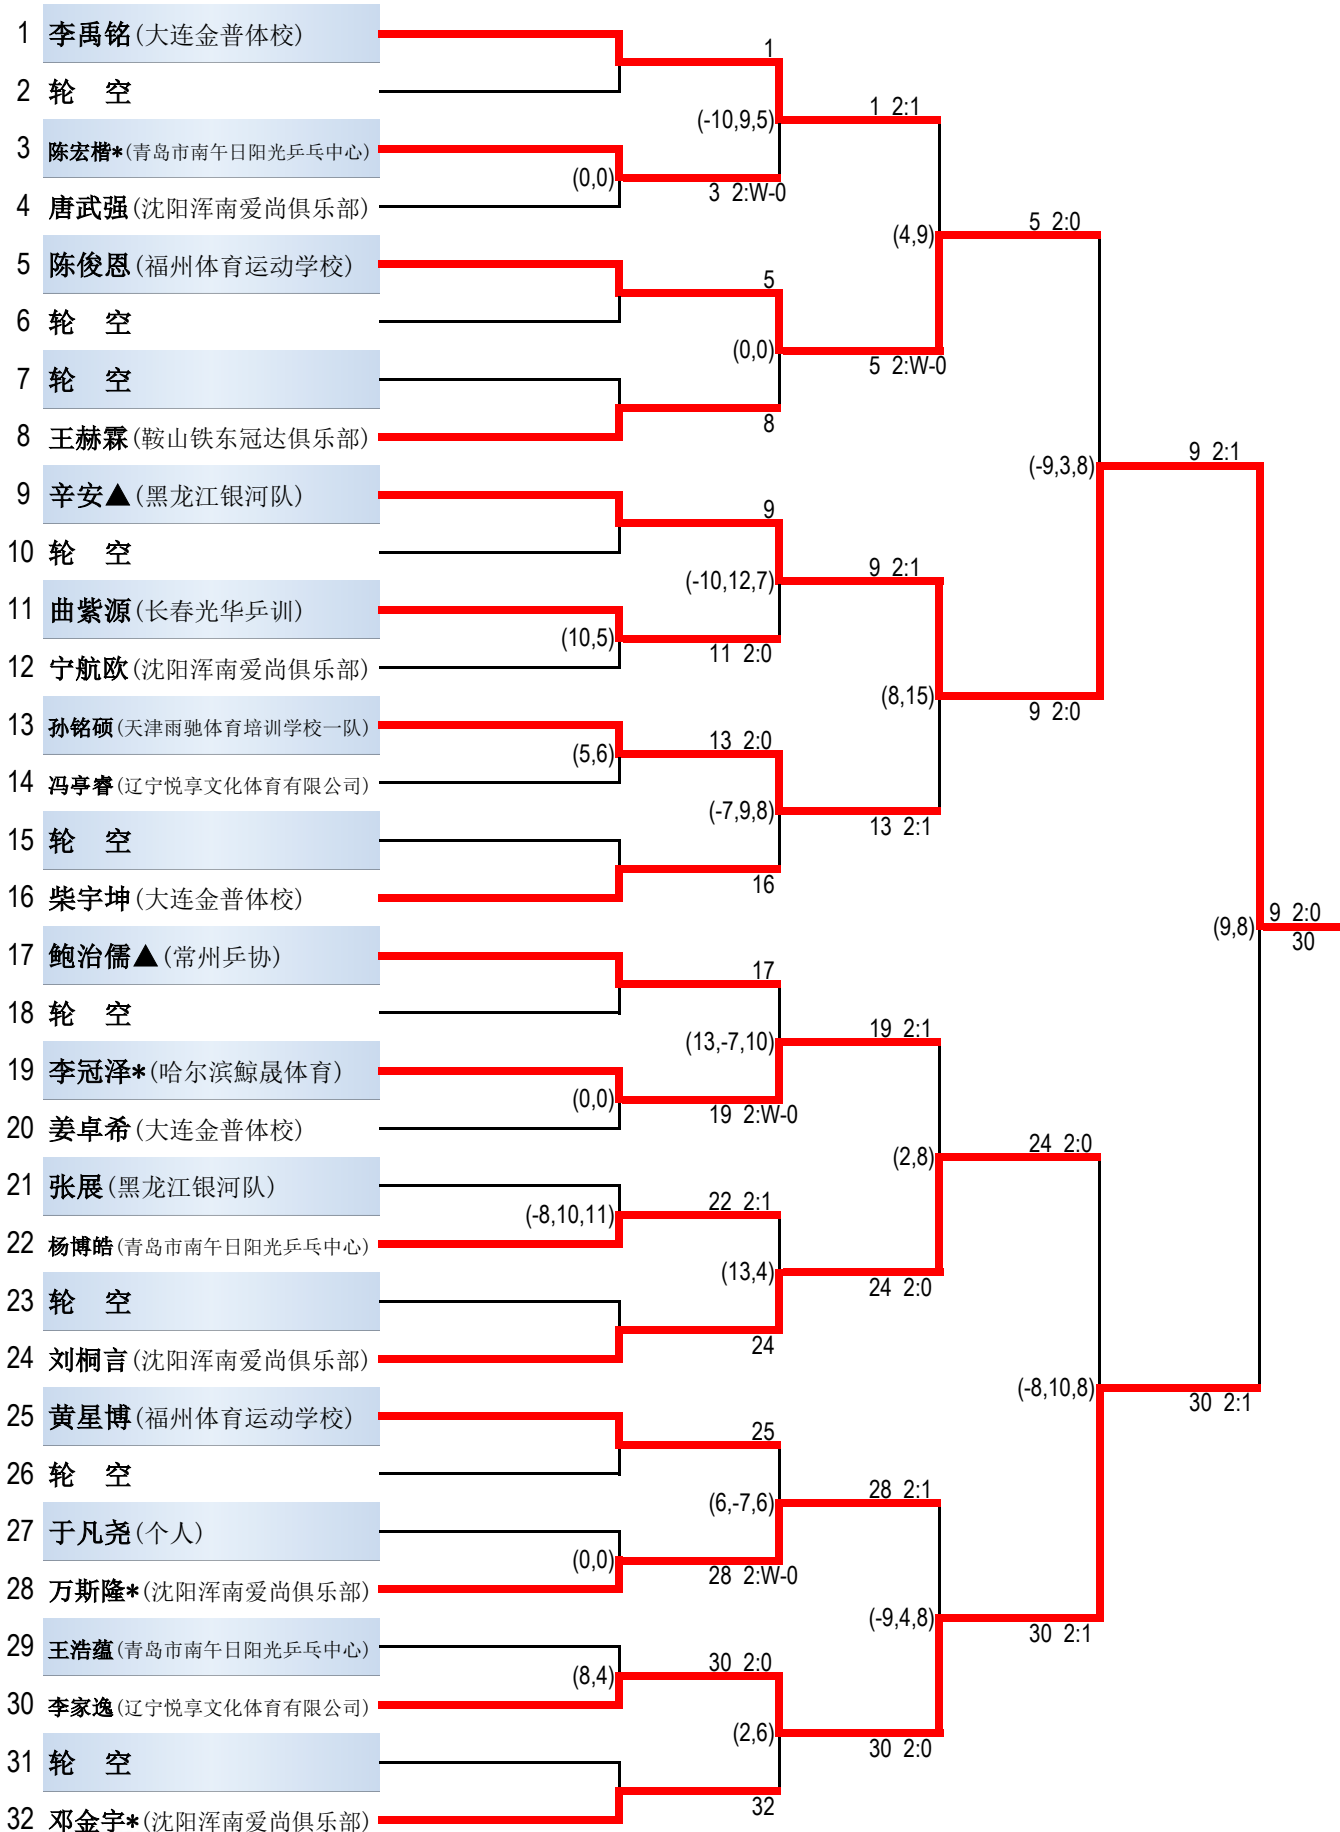 1 李禹铭(大连金普体校)
1
2 轮 空
1 2:1
(-10,9,5)
3 陈宏楷*(青岛市南午日阳光乒乓中心)
(0,0)
3 2:W-0
4 唐武强(沈阳浑南爱尚俱乐部)
5 2:0
(4,9)
5 陈俊恩(福州体育运动学校)
5
6 轮 空
(0,0)
5 2:W-0
7 轮 空
8
8 王赫霖(鞍山铁东冠达俱乐部)
9 2:1
(-9,3,8)
9 辛安▲(黑龙江银河队)
9
10 轮 空
9 2:1
(-10,12,7)
11 曲紫源(长春光华乒训)
(10,5)
11 2:0
12 宁航欧(沈阳浑南爱尚俱乐部)
(8,15)
9 2:0
13 孙铭硕(天津雨驰体育培训学校一队)
13 2:0
(5,6)
14 冯亭睿(辽宁悦享文化体育有限公司)
(-7,9,8)
13 2:1
15 轮 空
16
16 柴宇坤(大连金普体校)
9 2:0
(9,8)
30
17 鲍治儒▲(常州乒协)
17
18 轮 空
19 2:1
(13,-7,10)
19 李冠泽*(哈尔滨鲸晟体育)
(0,0)
19 2:W-0
20 姜卓希(大连金普体校)
24 2:0
(2,8)
21 张展(黑龙江银河队)
22 2:1
(-8,10,11)
22 杨博皓(青岛市南午日阳光乒乓中心)
(13,4)
24 2:0
23 轮 空
24
24 刘桐言(沈阳浑南爱尚俱乐部)
(-8,10,8)
30 2:1
25 黄星博(福州体育运动学校)
25
26 轮 空
28 2:1
(6,-7,6)
27 于凡尧(个人)
(0,0)
28 2:W-0
28 万斯隆*(沈阳浑南爱尚俱乐部)
(-9,4,8)
30 2:1
29 王浩蕴(青岛市南午日阳光乒乓中心)
30 2:0
(8,4)
30 李家逸(辽宁悦享文化体育有限公司)
(2,6)
30 2:0
31 轮 空
32
32 邓金宇*(沈阳浑南爱尚俱乐部)